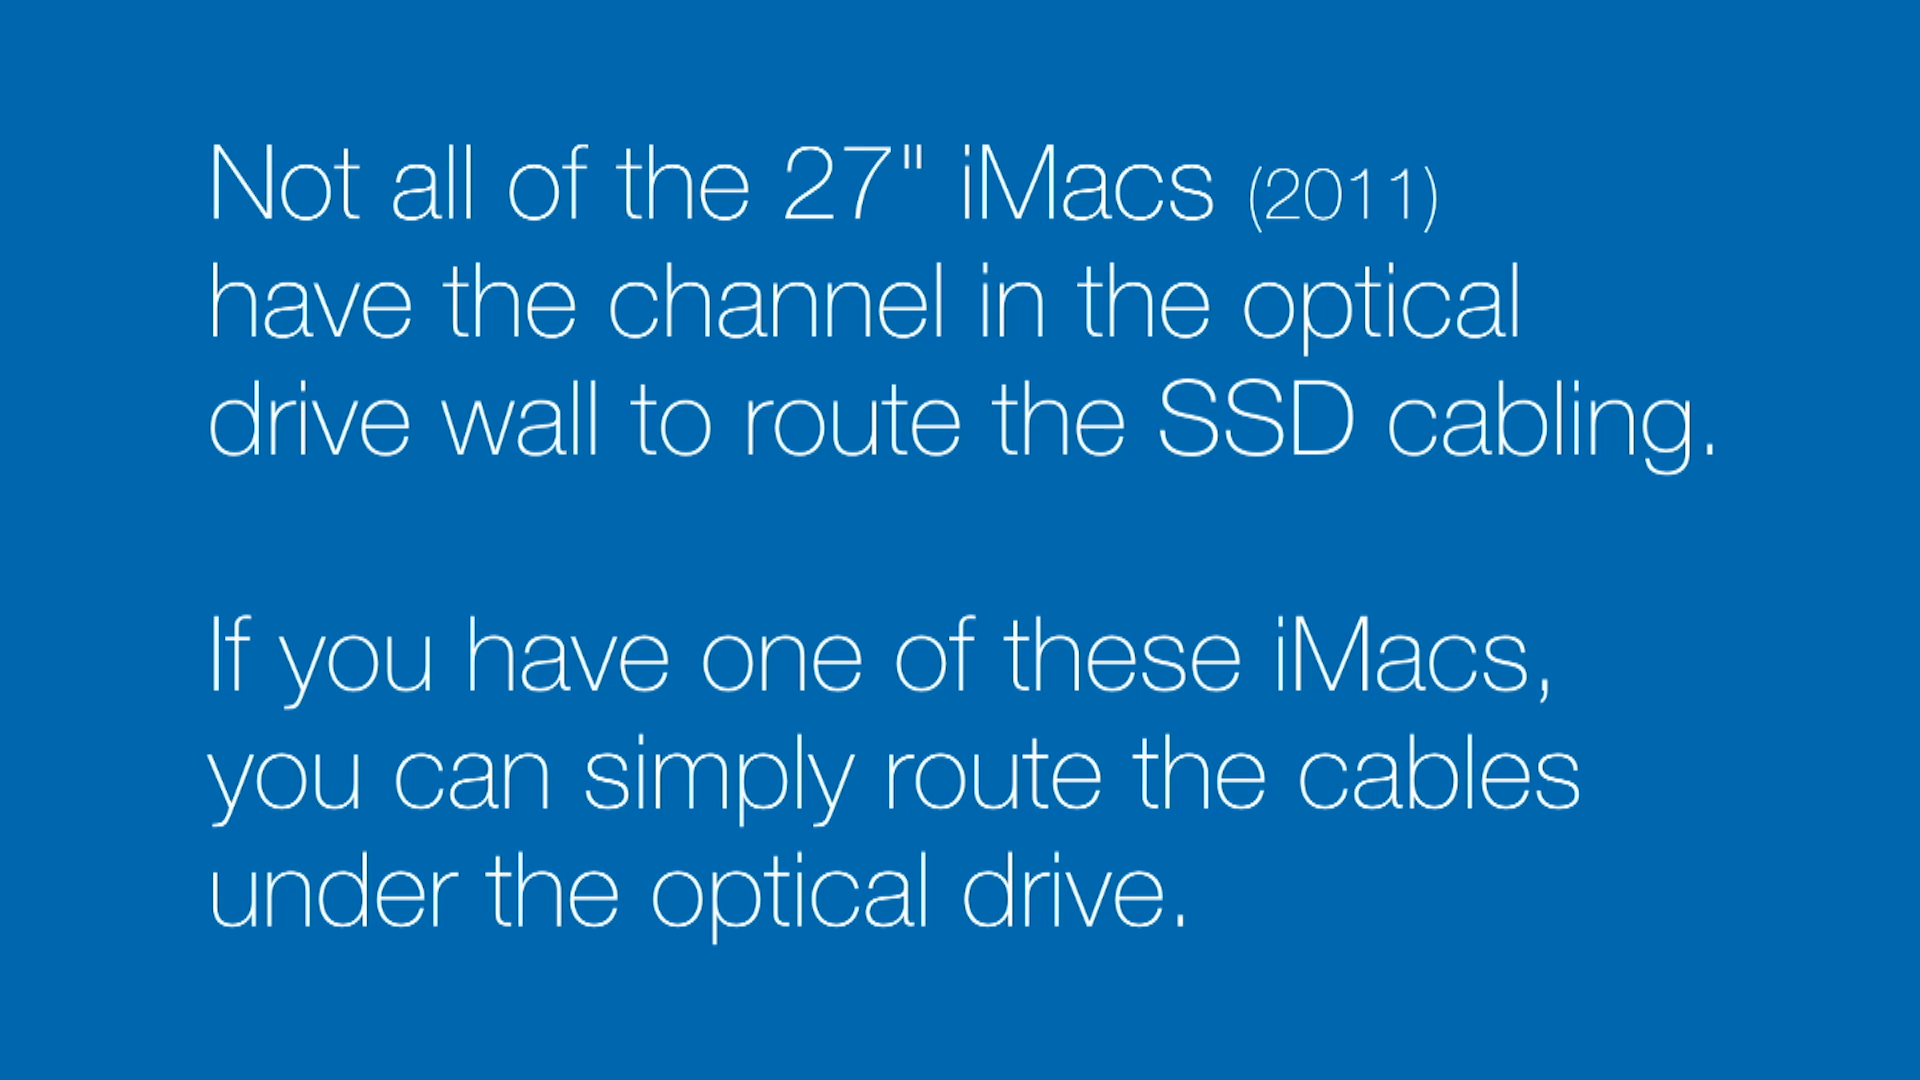 Not all of the 27" iMacs (2011)
have the channel in the optical
drive wall to route the SSD cabling.
If you have one of these iMacs,
you can simply route the cables
under the optical drive.